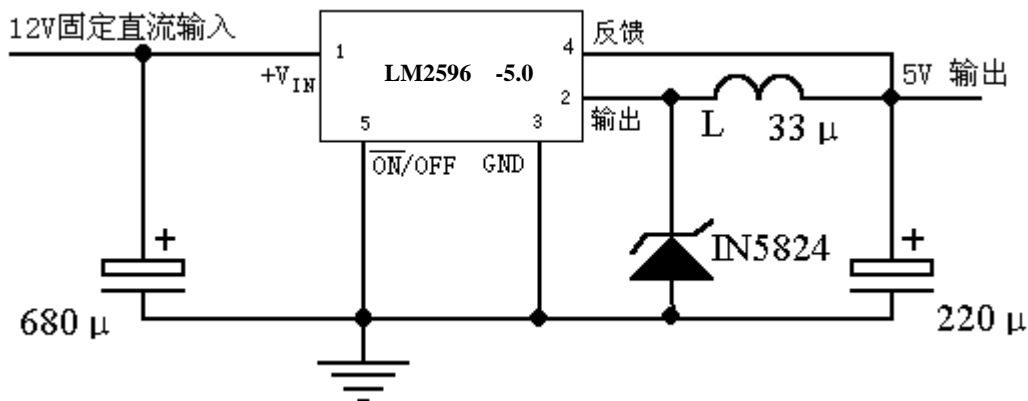 12V固定直流输入
+VIN
1
LM2596 -5.0
4
反馈
2
输出
5
3
ON/OFF
GND
5V 输出
L
33 μ
+
680 μ
IN5824
+
220 μ